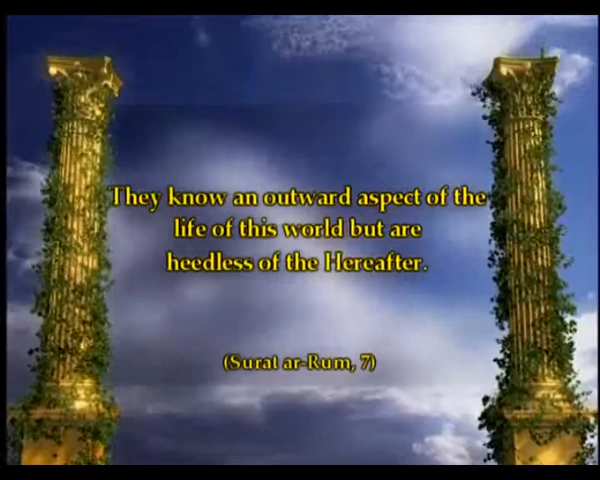 They know an outward aspect of the
life of this world but are
heedless of the Hereafter.
(Surat ar-Rum, 7)